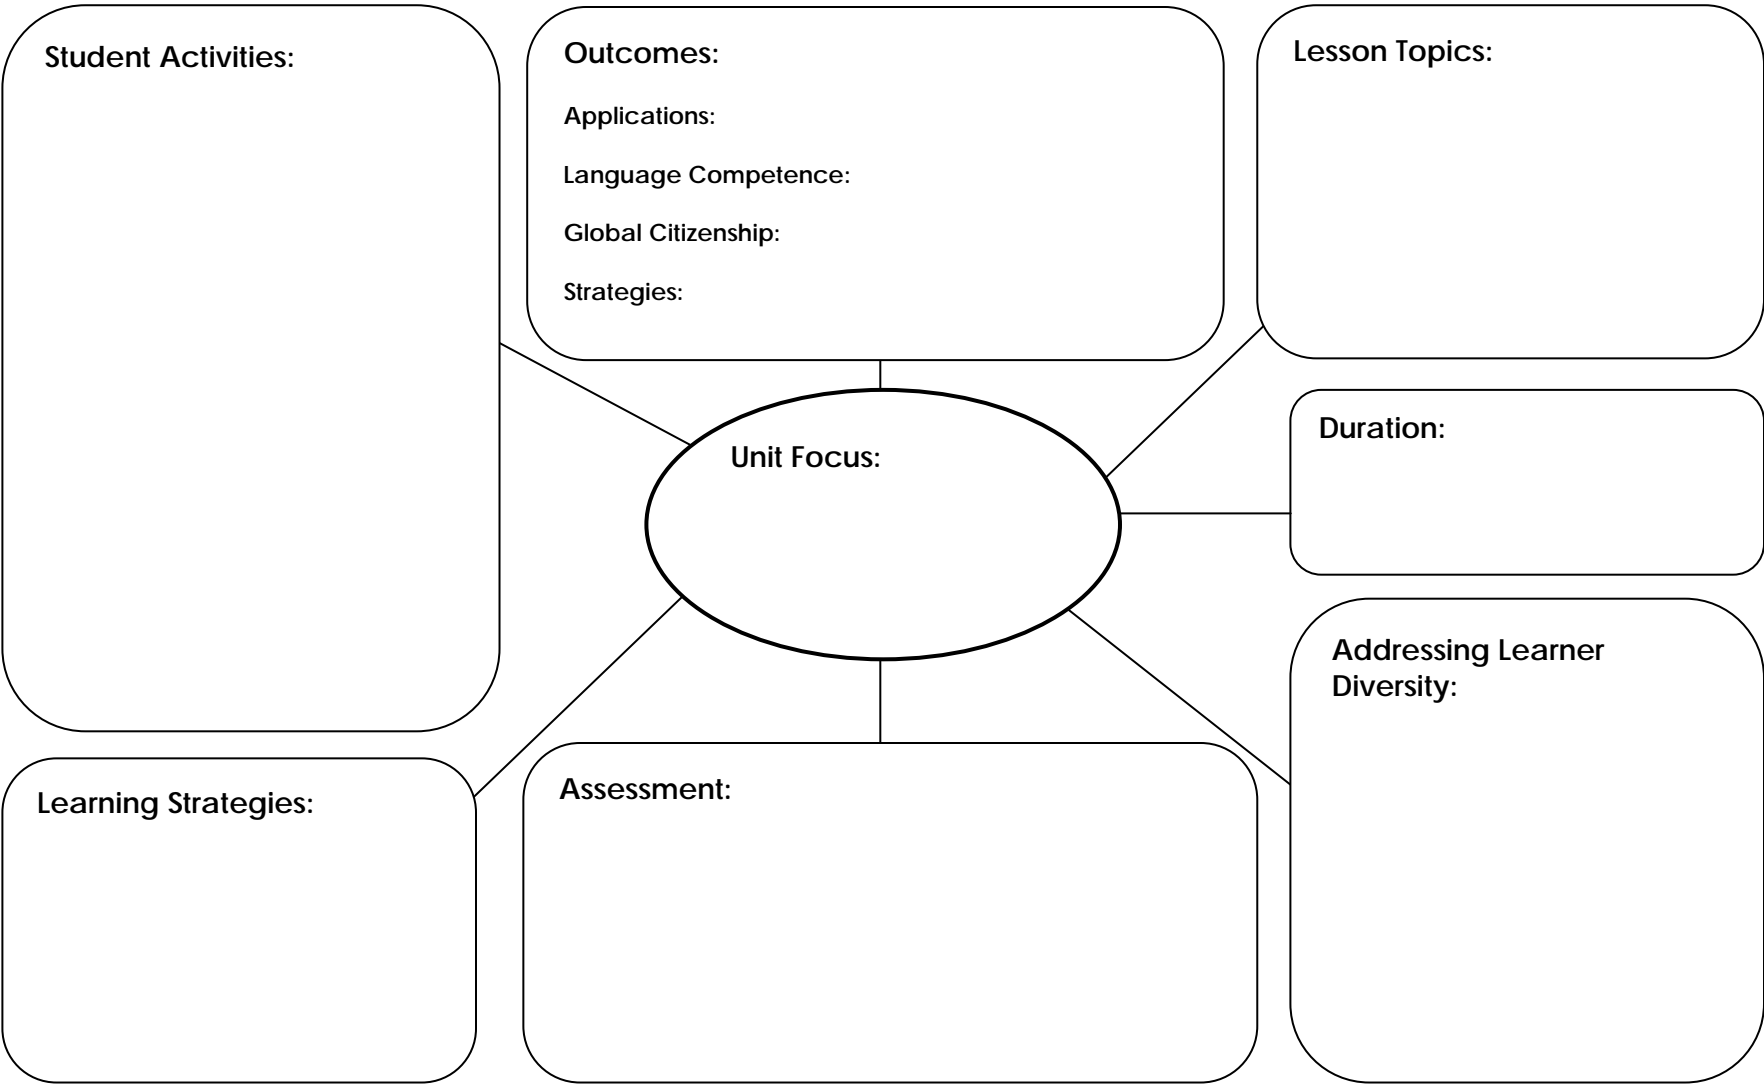 Student Activities:
Outcomes:
Applications:
Language Competence:
Global Citizenship:
Strategies:
Lesson Topics:
Unit Focus:
Duration:
Addressing Learner
Diversity:
Learning Strategies:
Assessment: